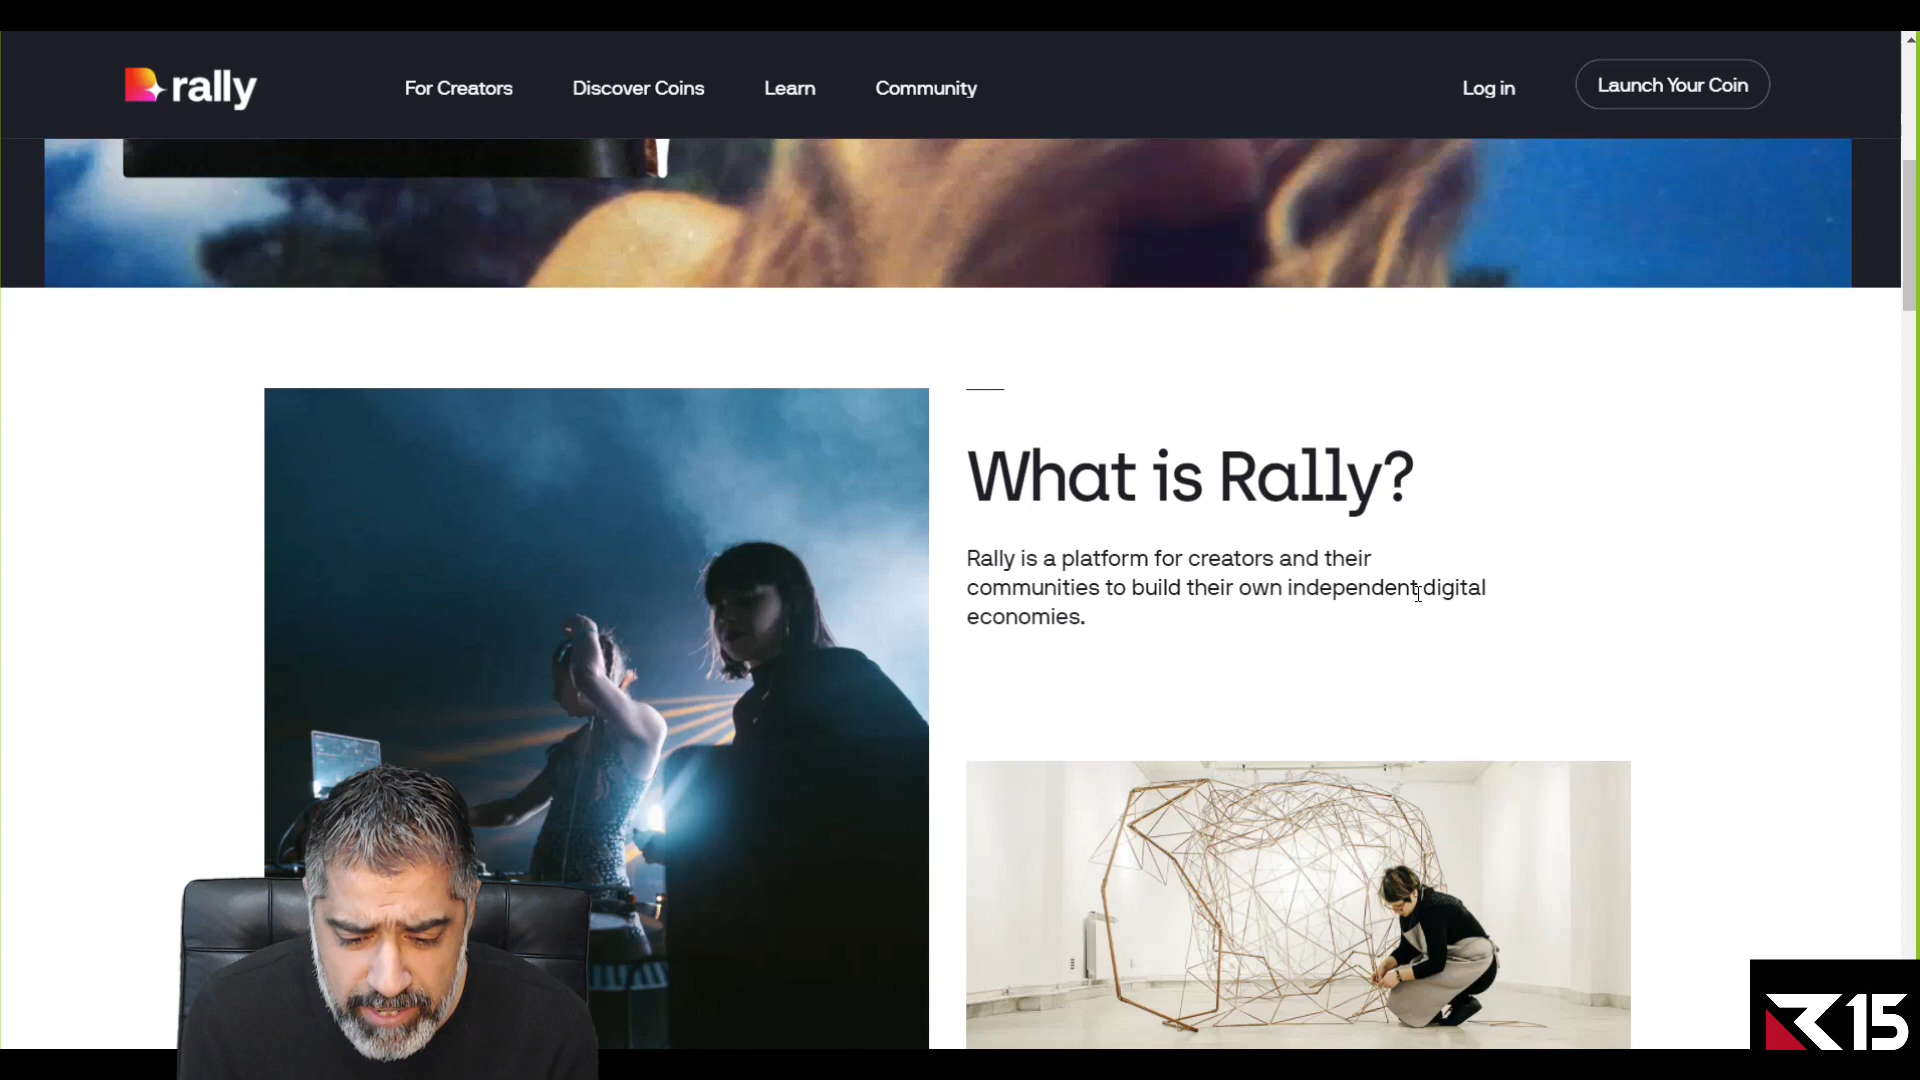 rally
For Creators
Discover Coins
Learn
Community
Log in
Launch Your Coin
What is Rally?
Rally is a platform for creators and their
communities to build their own independent digital
economies.
R15